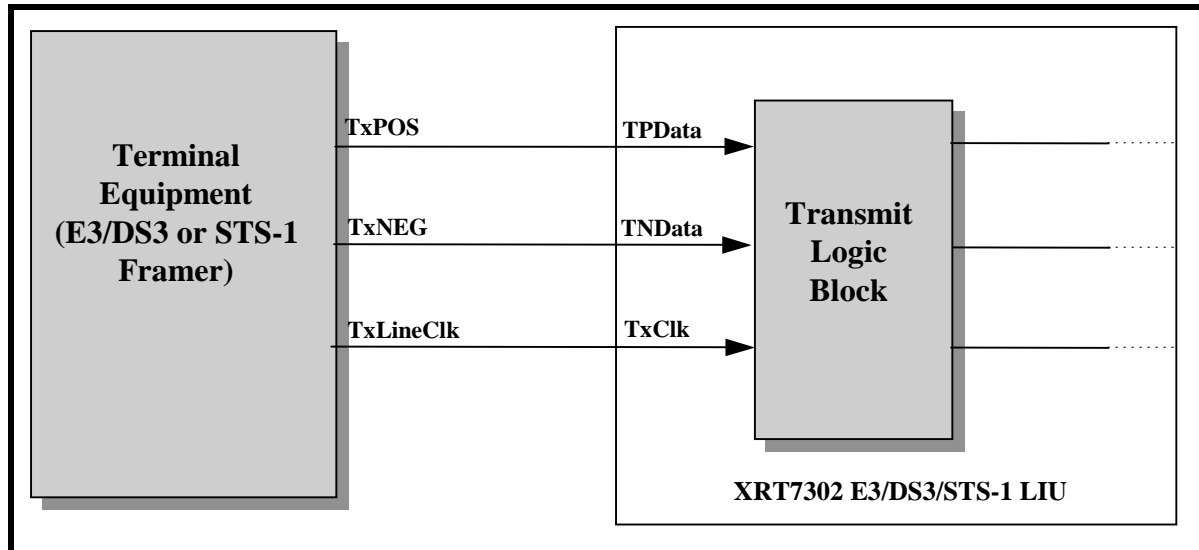 Terminal
Equipment
(E3/DS3 or STS-1
Framer)
TxPOS
TPData
TxNEG
TNData
TxLineClk
TxClk
Transmit
Logic
Block
XRT7302 E3/DS3/STS-1 LIU